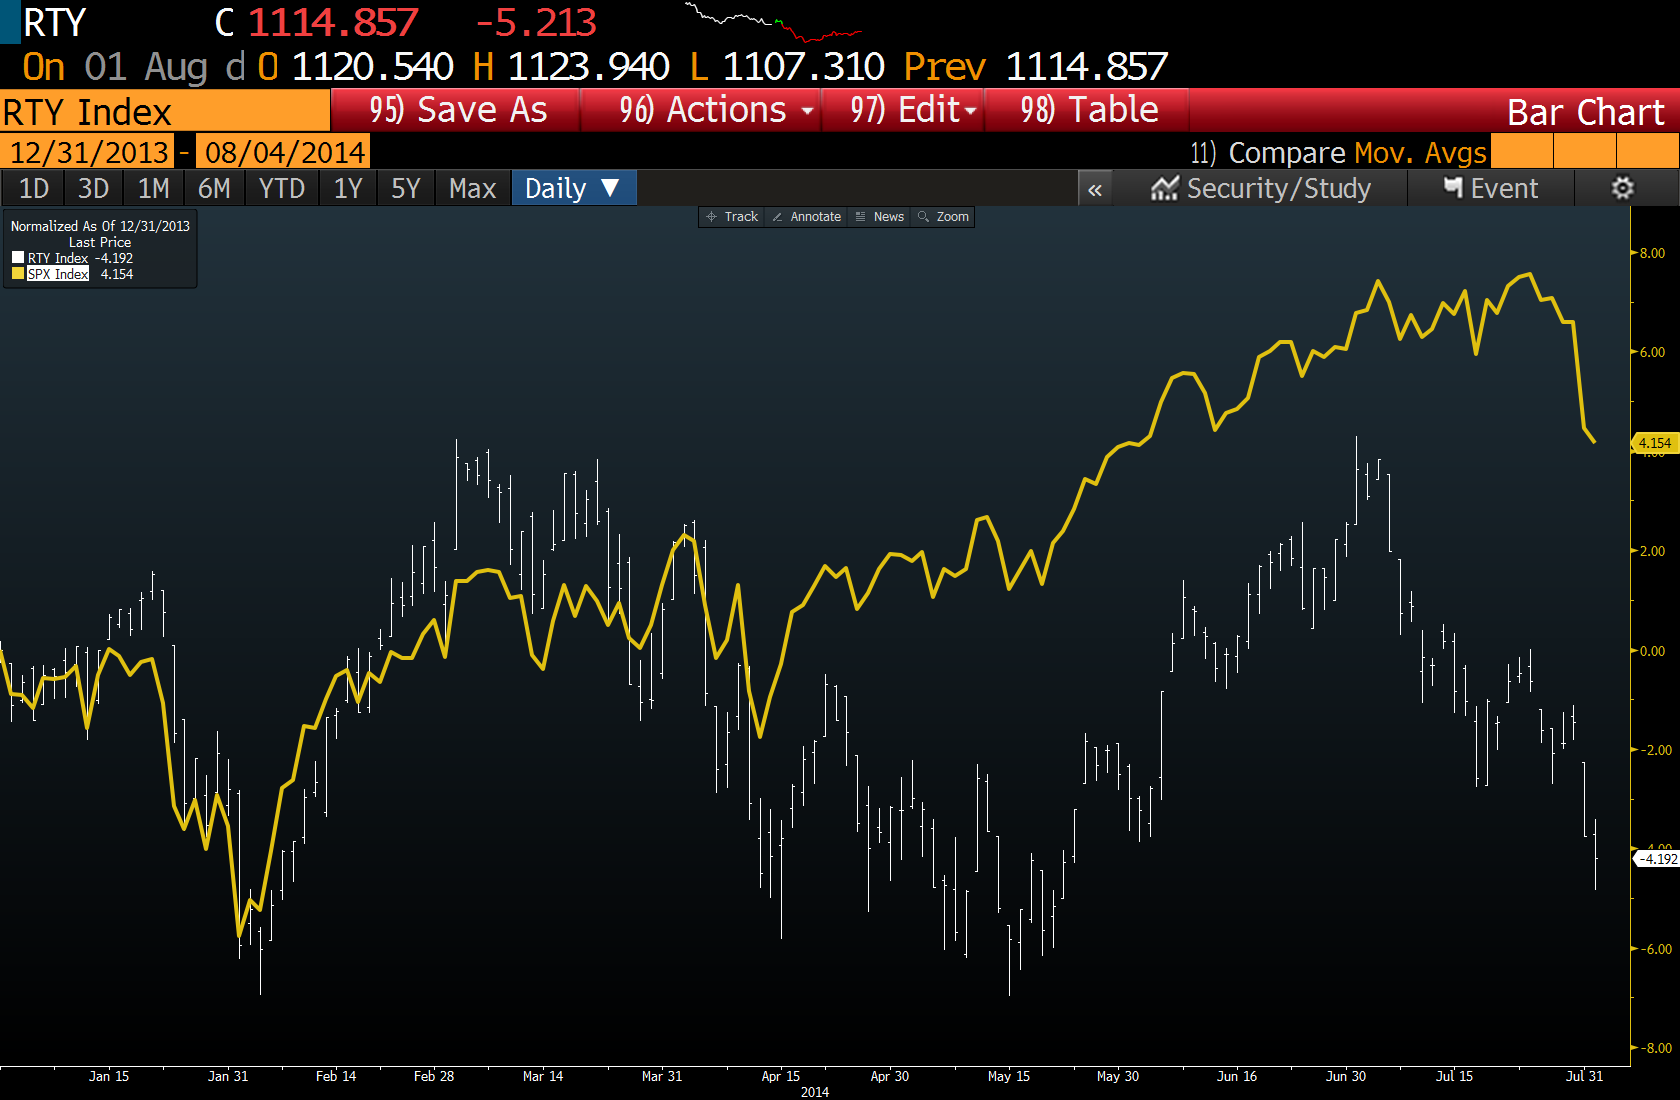 RTY C 1114.857 -5.213
On 01 Aug d O 1120.540 H 1123.940 L 1107.310 Prev 1114.857
RTY Index 95) Save As 96) Actions 97) Edit 98) Table Bar Chart
12/31/2013 - 08/04/2014 11) Compare Mov. Avgs
1D 3D 1M 6M YTD 1Y 5Y Max Daily ▼ « Security/Study Event
Track Annotate News Zoom
Normalized As Of 12/31/2013
Last Price
RTY Index -4.192
SPX Index 4.154
8.00
6.00
4.154
4.00
2.00
0.00
-2.00
-4.00
-4.192
-6.00
-8.00
Jan 15 Jan 31 Feb 14 Feb 28 Mar 14 Mar 31 Apr 15 Apr 30 May 15 May 30 Jun 16 Jun 30 Jul 15 Jul 31
2014